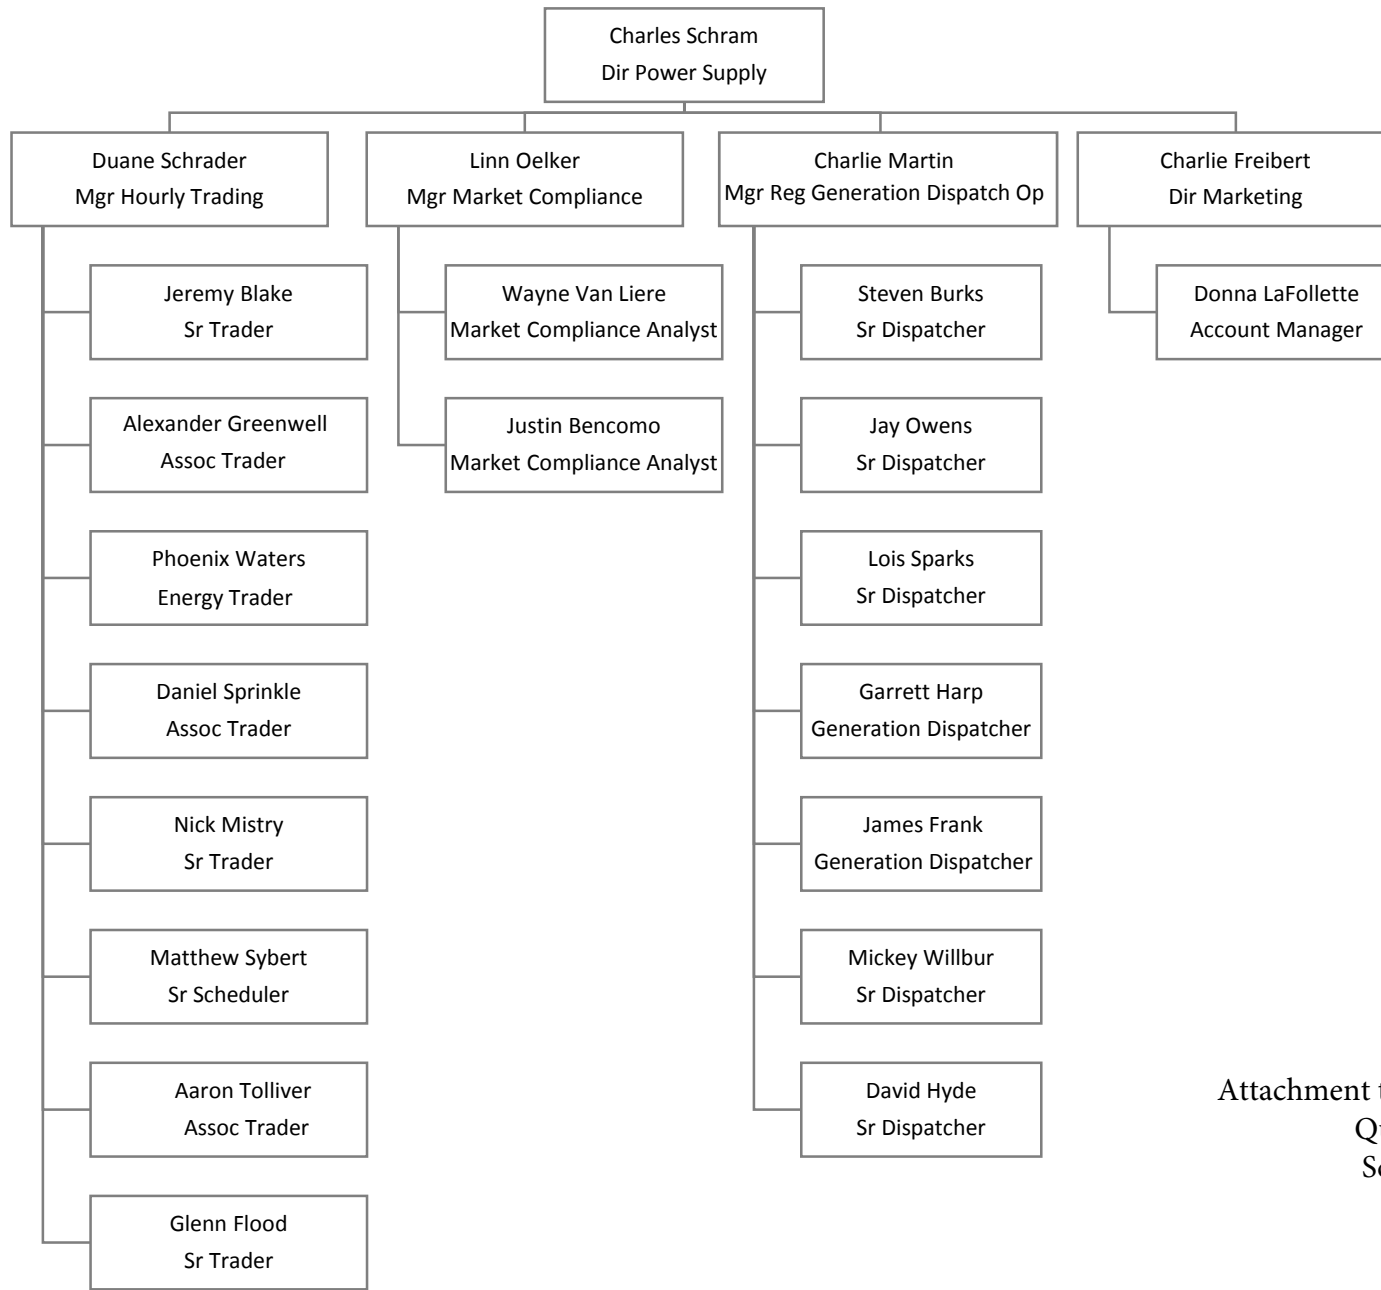 Charles Schram
Dir Power Supply
Duane Schrader
Mgr Hourly Trading
Linn Oelker
Mgr Market Compliance
Charlie Martin
Mgr Reg Generation Dispatch Op
Charlie Freibert
Dir Marketing
Jeremy Blake
Sr Trader
Alexander Greenwell
Assoc Trader
Phoenix Waters
Energy Trader
Daniel Sprinkle
Assoc Trader
Nick Mistry
Sr Trader
Matthew Sybert
Sr Scheduler
Aaron Tolliver
Assoc Trader
Glenn Flood
Sr Trader
Wayne Van Liere
Market Compliance Analyst
Justin Bencomo
Market Compliance Analyst
Steven Burks
Sr Dispatcher
Jay Owens
Sr Dispatcher
Lois Sparks
Sr Dispatcher
Garrett Harp
Generation Dispatcher
James Frank
Generation Dispatcher
Mickey Willbur
Sr Dispatcher
David Hyde
Sr Dispatcher
Donna LaFollette
Account Manager
Attachment